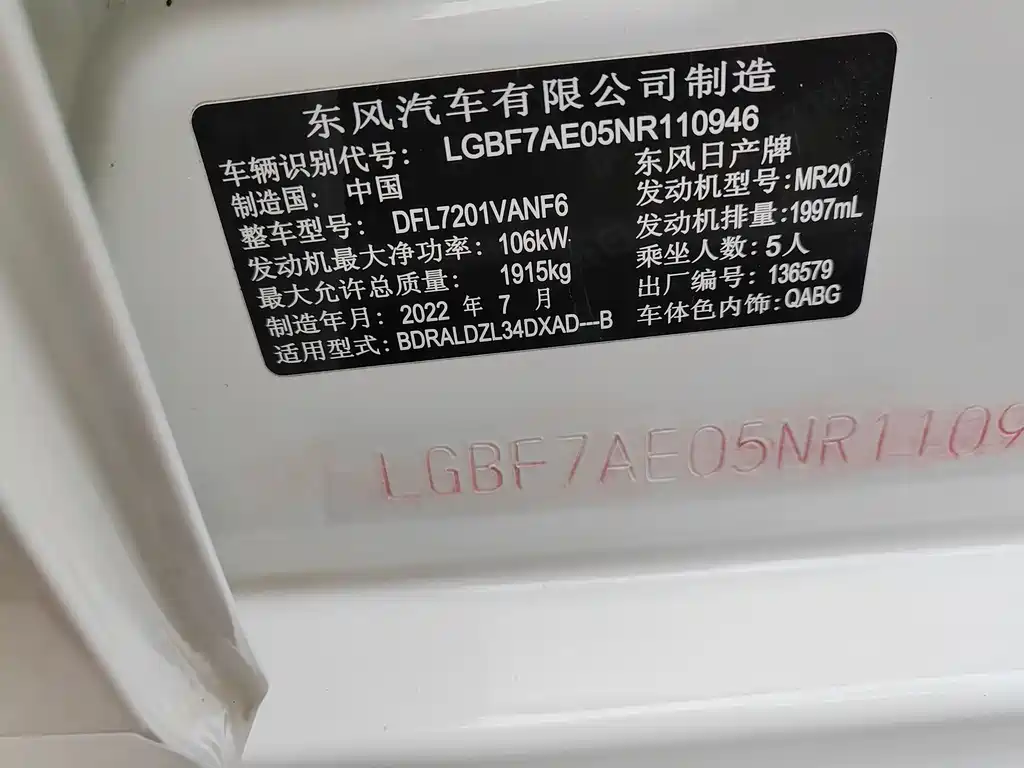 东风汽车有限公司制造
车辆识别代号: LGBF7AE05NR110946
制造国: 中国 东风日产牌
整车型号: DFL7201VANF6 发动机型号:MR20
发动机最大净功率: 106kW 发动机排量:1997mL
最大允许总质量: 1915kg 乘坐人数: 5人
制造年月: 2022 年 7 月 出厂编号: 136579
适用型式: BDRALDZL34DXAD---B 车体色内饰:QABG
LGBF7AE05NR1109